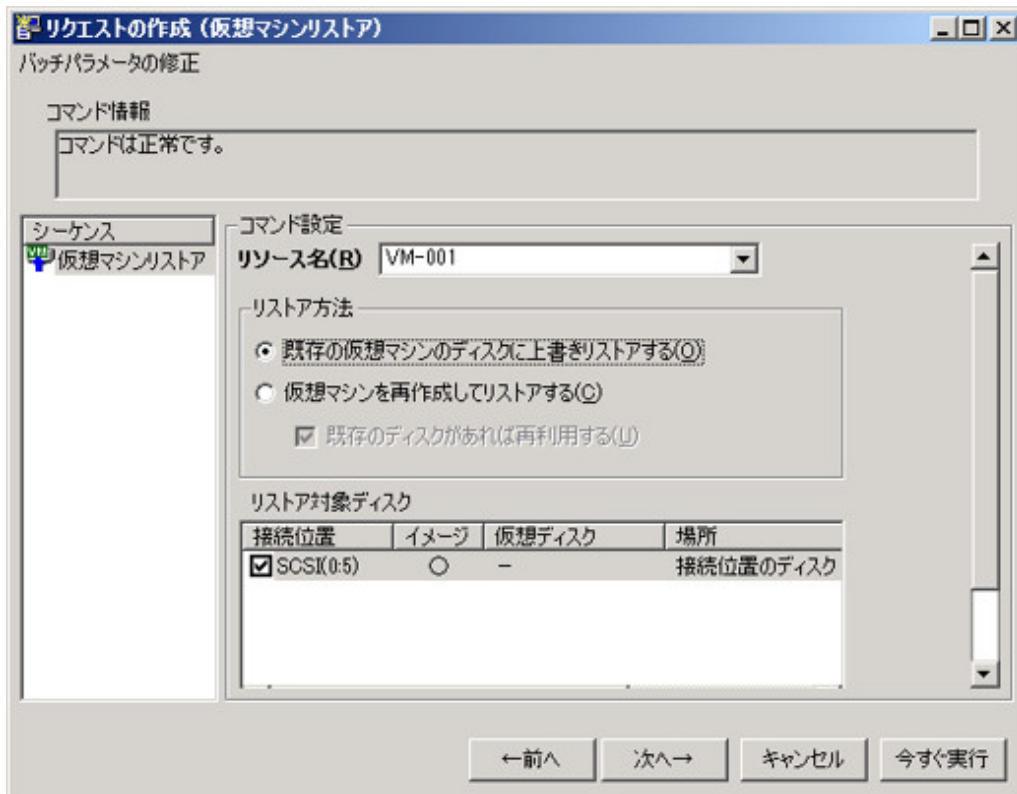 リクエストの作成（仮想マシンリストア）
バッチパラメータの修正
コマンド情報
コマンドは正常です。
シーケンス
仮想マシンリストア
コマンド設定
リソース名(R) VM-001
リストア方法
既存の仮想マシンのディスクに上書きリストアする(O)
仮想マシンを再作成してリストアする(C)
既存のディスクがあれば再利用する(U)
リストア対象ディスク
接続位置 イメージ 仮想ディスク 場所
SCSI(0:5) ○ － 接続位置のディスク
←前へ 次へ→ キャンセル 今すぐ実行